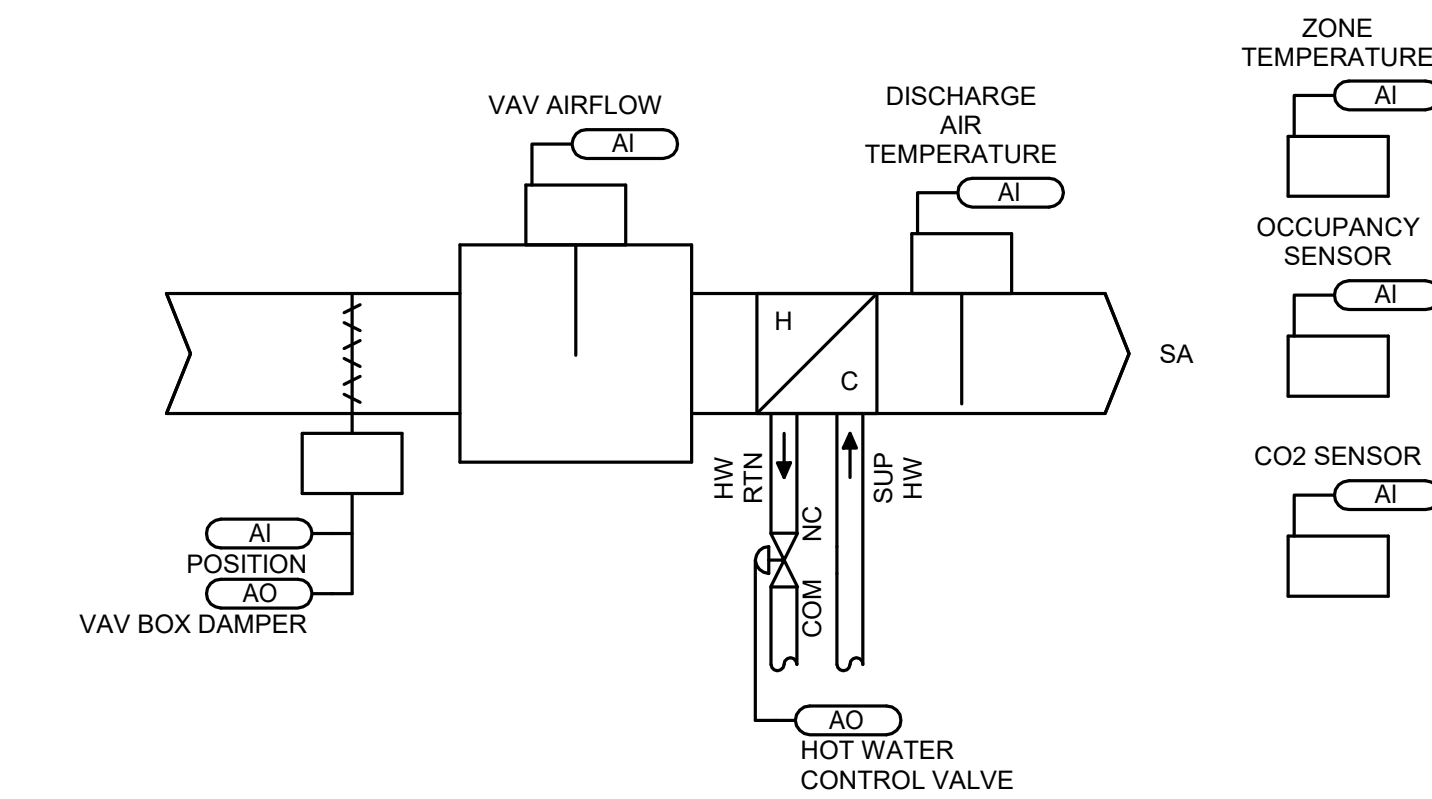 ZONE
TEMPERATURE
AI
VAV AIRFLOW
AI
DISCHARGE
AIR
TEMPERATURE
AI
OCCUPANCY
SENSOR
AI
H
C
SA
HW
RTN
SUP
HW
NC
COM
CO2 SENSOR
AI
AI
POSITION
AO
VAV BOX DAMPER
AO
HOT WATER
CONTROL VALVE